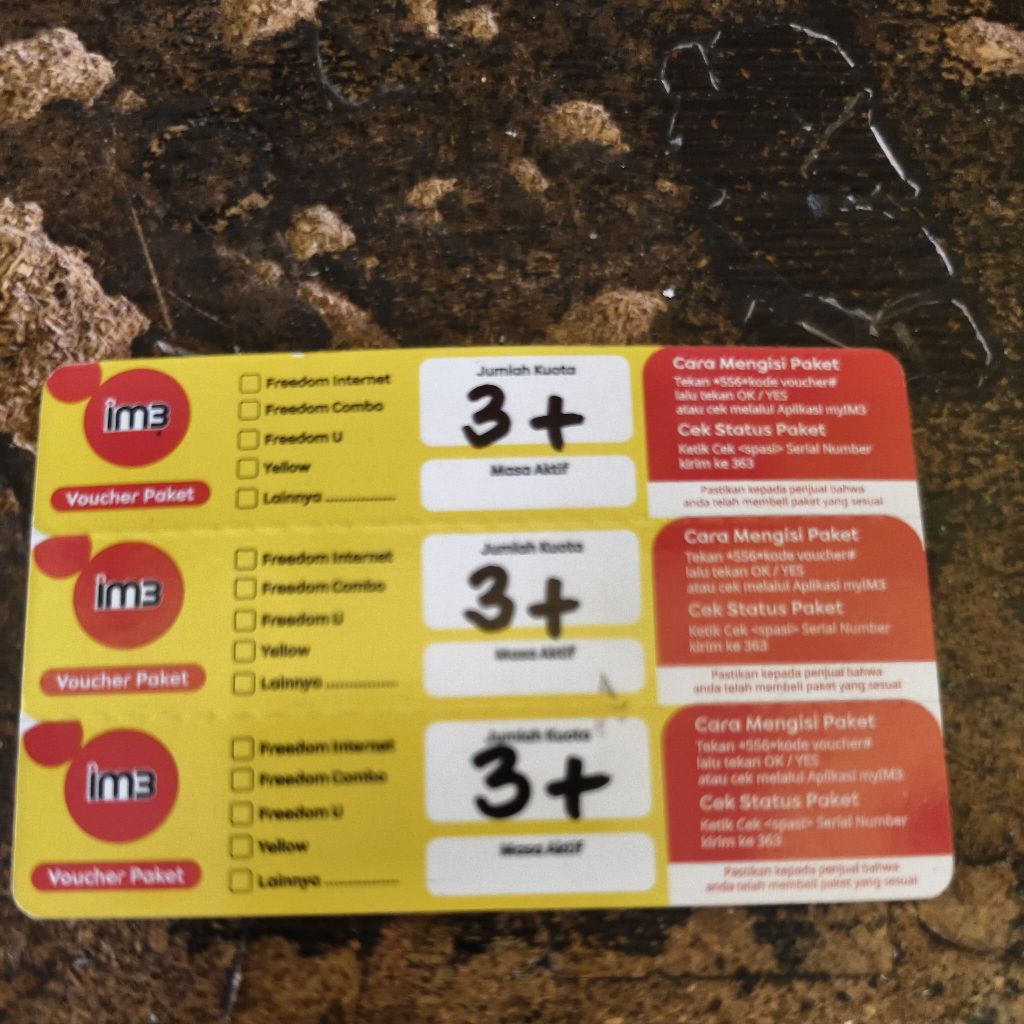 im3
Voucher Paket
Freedom Internet
Freedom Combo
Freedom U
Yellow
Lainnya ................
Jumlah Kuota
3+
Masa Aktif
Cara Mengisi Paket
Tekan *556*kode voucher#
lalu tekan OK / YES
atau cek melalui Aplikasi myIM3
Cek Status Paket
Ketik Cek <spasi> Serial Number
kirim ke 363
Pastikan kepada penjual bahwa
anda telah membeli paket yang sesuai
im3
Voucher Paket
Freedom Internet
Freedom Combo
Freedom U
Yellow
Lainnya ................
Jumlah Kuota
3+
Masa Aktif
Cara Mengisi Paket
Tekan *556*kode voucher#
lalu tekan OK / YES
atau cek melalui Aplikasi myIM3
Cek Status Paket
Ketik Cek <spasi> Serial Number
kirim ke 363
Pastikan kepada penjual bahwa
anda telah membeli paket yang sesuai
im3
Voucher Paket
Freedom Internet
Freedom Combo
Freedom U
Yellow
Lainnya ................
Jumlah Kuota
3+
Masa Aktif
Cara Mengisi Paket
Tekan *556*kode voucher#
lalu tekan OK / YES
atau cek melalui Aplikasi myIM3
Cek Status Paket
Ketik Cek <spasi> Serial Number
kirim ke 363
Pastikan kepada penjual bahwa
anda telah membeli paket yang sesuai